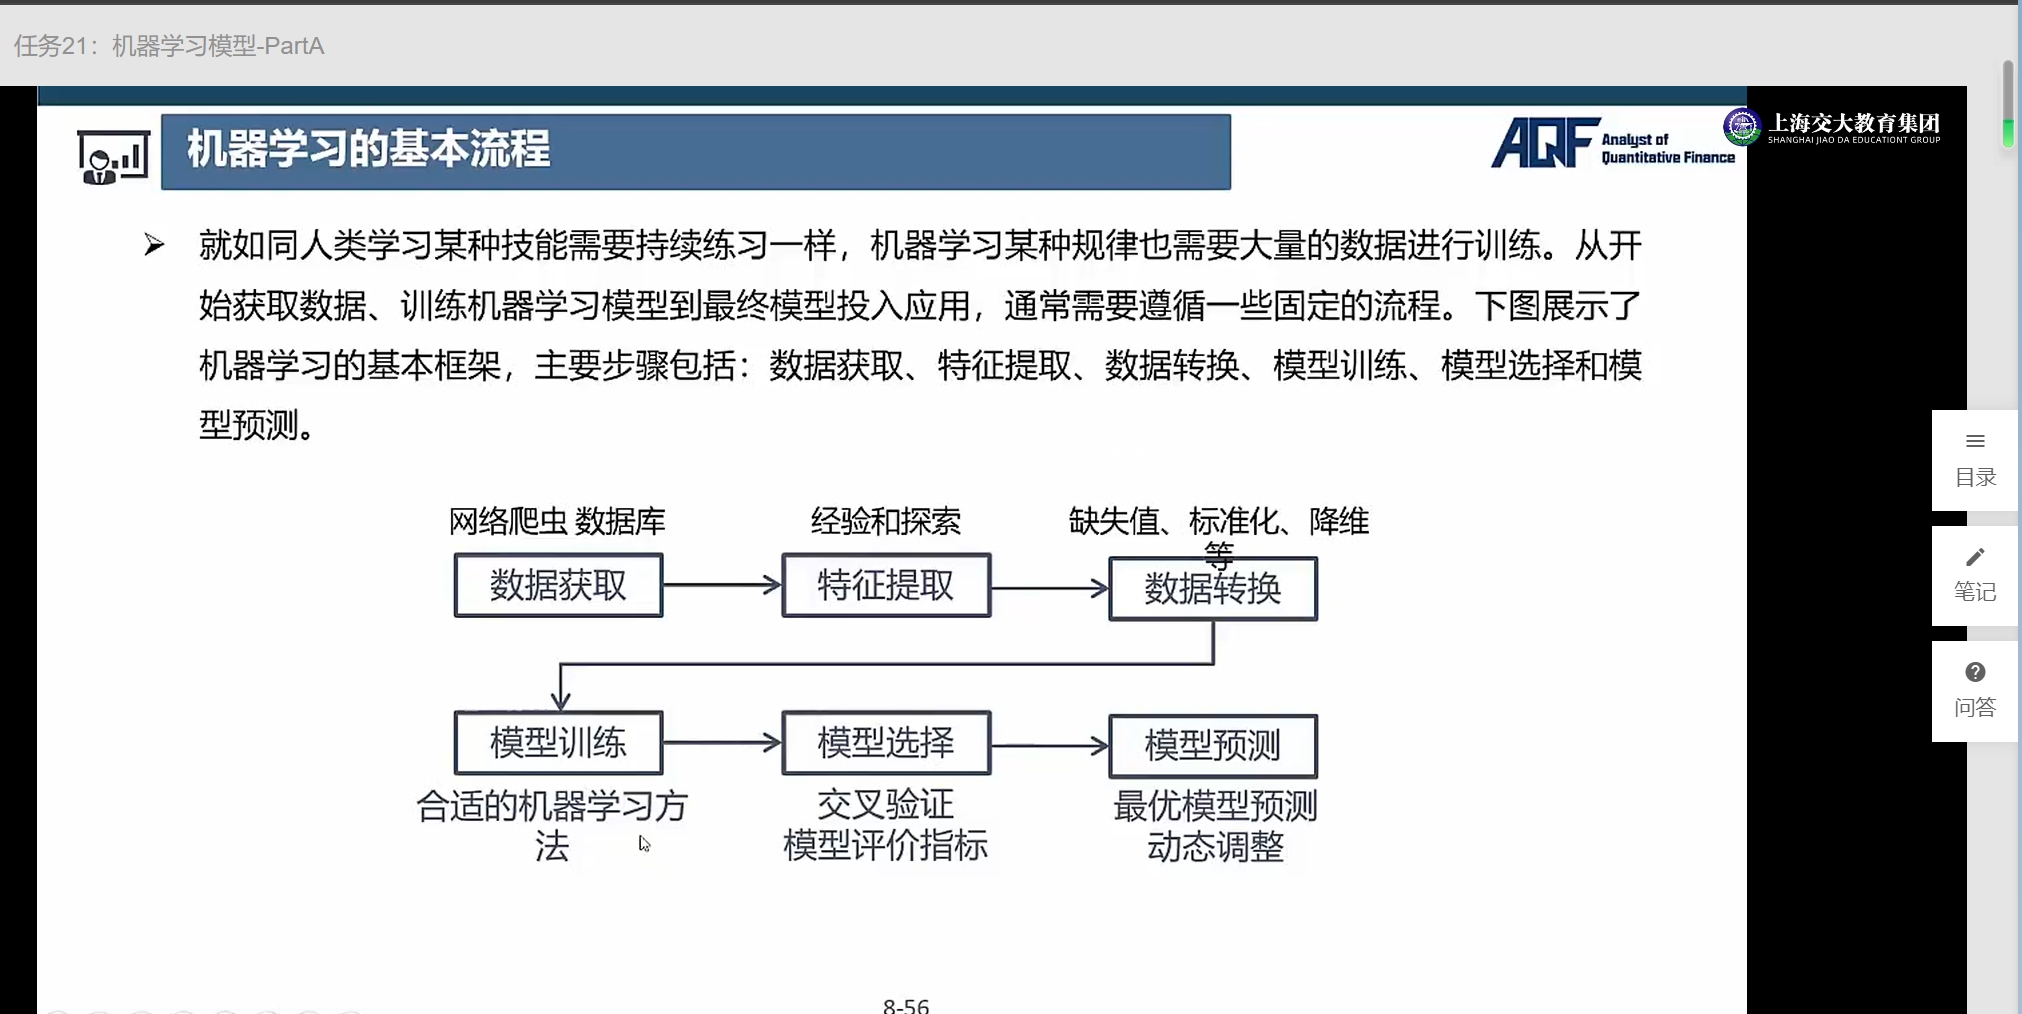 任务21：机器学习模型-PartA
机器学习的基本流程
AQF Analyst of
Quantitative Finance
上海交大教育集团
SHANGHAI JIAO DA EDUCATIONT GROUP
就如同人类学习某种技能需要持续练习一样，机器学习某种规律也需要大量的数据进行训练。从开
始获取数据、训练机器学习模型到最终模型投入应用，通常需要遵循一些固定的流程。下图展示了
机器学习的基本框架，主要步骤包括：数据获取、特征提取、数据转换、模型训练、模型选择和模
型预测。
网络爬虫 数据库
经验和探索
缺失值、标准化、降维
等
数据获取
特征提取
数据转换
模型训练
模型选择
模型预测
合适的机器学习方
法
交叉验证
模型评价指标
最优模型预测
动态调整
8-56
目录
笔记
问答